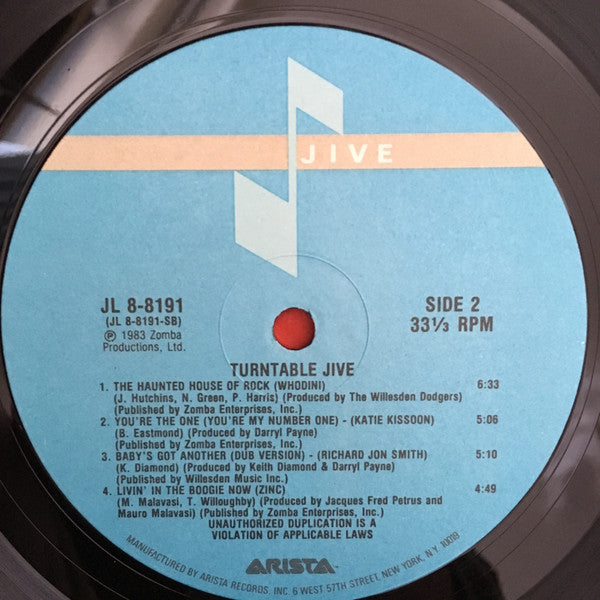 JIVE
JL 8-8191
(JL 8-8191-SB)
℗ 1983 Zomba
Productions, Ltd.
SIDE 2
33⅓ RPM
TURNTABLE JIVE
1. THE HAUNTED HOUSE OF ROCK (WHODINI) 6:33
(J. Hutchins, N. Green, P. Harris) (Produced by The Willesden Dodgers)
(Published by Zomba Enterprises, Inc.)
2. YOU'RE THE ONE (YOU'RE MY NUMBER ONE) - (KATIE KISSOON) 5:06
(B. Eastmond) (Produced by Darryl Payne)
(Published by Zomba Enterprises, Inc.)
3. BABY'S GOT ANOTHER (DUB VERSION) - (RICHARD JON SMITH) 5:10
(K. Diamond) (Produced by Keith Diamond & Darryl Payne)
(Published by Willesdan Music Inc.)
4. LIVIN' IN THE BOOGIE NOW (ZINC) 4:49
(M. Malavasi, T. Willoughby) (Produced by Jacques Fred Petrus and
Mauro Malavasi) (Published by Zomba Enterprises, Inc.)
UNAUTHORIZED DUPLICATION IS A
VIOLATION OF APPLICABLE LAWS
ARISTA
MANUFACTURED BY ARISTA RECORDS, INC. 6 WEST 57TH STREET, NEW YORK, N.Y. 10019